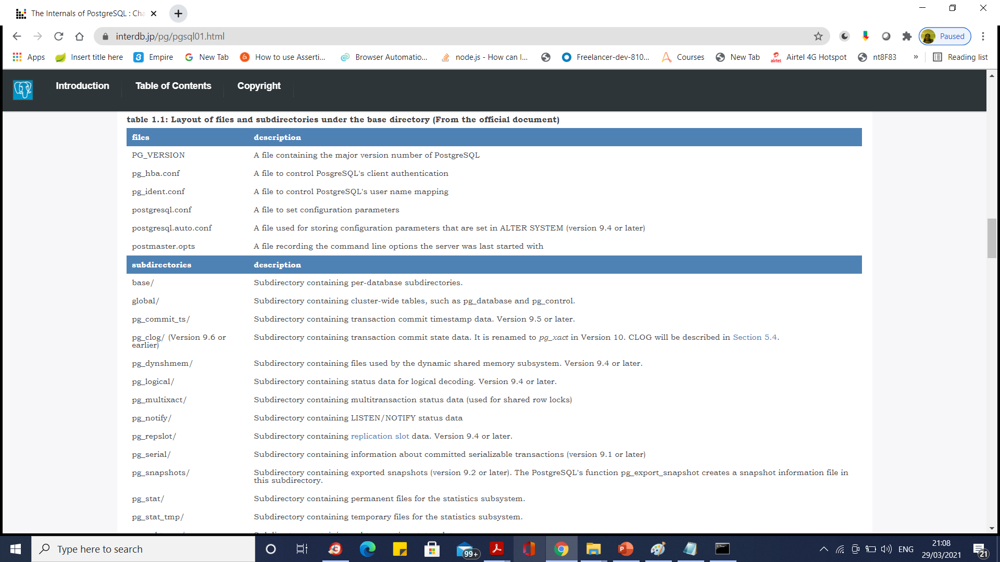 The Internals of PostgreSQL : Cha
interdb.jp/pg/pgsql01.html
Paused
Apps
Insert title here
Empire
New Tab
How to use Asserti...
Browser Automatio...
node.js - How can I...
Freelancer-dev-810...
Courses
New Tab
airtel
Airtel 4G Hotspot
nt8F83
»
Reading list
Introduction
Table of Contents
Copyright
table 1.1: Layout of files and subdirectories under the base directory (From the official document)
files description
PG_VERSION A file containing the major version number of PostgreSQL
pg_hba.conf A file to control PosgreSQL's client authentication
pg_ident.conf A file to control PostgreSQL's user name mapping
postgresql.conf A file to set configuration parameters
postgresql.auto.conf A file used for storing configuration parameters that are set in ALTER SYSTEM (version 9.4 or later)
postmaster.opts A file recording the command line options the server was last started with
subdirectories description
base/ Subdirectory containing per-database subdirectories.
global/ Subdirectory containing cluster-wide tables, such as pg_database and pg_control.
pg_commit_ts/ Subdirectory containing transaction commit timestamp data. Version 9.5 or later.
pg_clog/ (Version 9.6 or
earlier)
Subdirectory containing transaction commit state data. It is renamed to pg_xact in Version 10. CLOG will be described in Section 5.4.
pg_dynshmem/ Subdirectory containing files used by the dynamic shared memory subsystem. Version 9.4 or later.
pg_logical/ Subdirectory containing status data for logical decoding. Version 9.4 or later.
pg_multixact/ Subdirectory containing multitransaction status data (used for shared row locks)
pg_notify/ Subdirectory containing LISTEN/NOTIFY status data
pg_repslot/ Subdirectory containing replication slot data. Version 9.4 or later.
pg_serial/ Subdirectory containing information about committed serializable transactions (version 9.1 or later)
pg_snapshots/ Subdirectory containing exported snapshots (version 9.2 or later). The PostgreSQL's function pg_export_snapshot creates a snapshot information file in
this subdirectory.
pg_stat/ Subdirectory containing permanent files for the statistics subsystem.
pg_stat_tmp/ Subdirectory containing temporary files for the statistics subsystem.
Type here to search
99+
ENG
21:08
29/03/2021
21